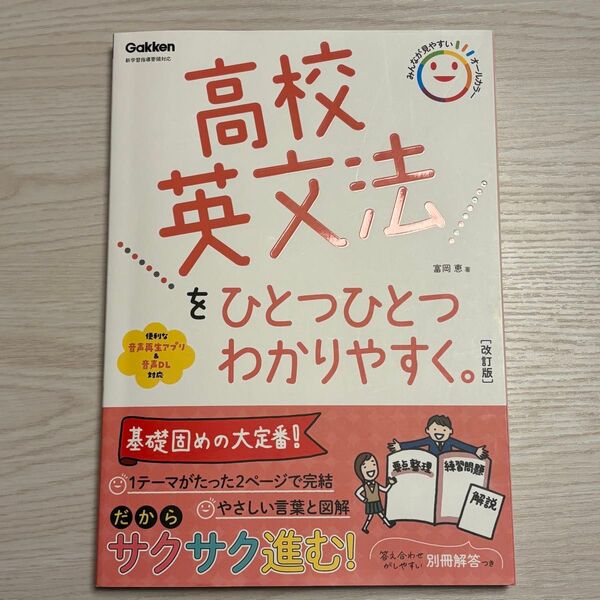 Gakken
新学習指導要領対応
みんなが見やすい オールカラー
高校
英文法
富岡 恵 著
を ひとつひとつ
わかりやすく。
[改訂版]
便利な
音声再生アプリ
&
音声DL
対応
基礎固めの大定番!
1テーマがたった2ページで完結
やさしい言葉と図解
だから
サクサク進む!
要点整理
練習問題
解説
答え合わせ
がしやすい 別冊解答つき